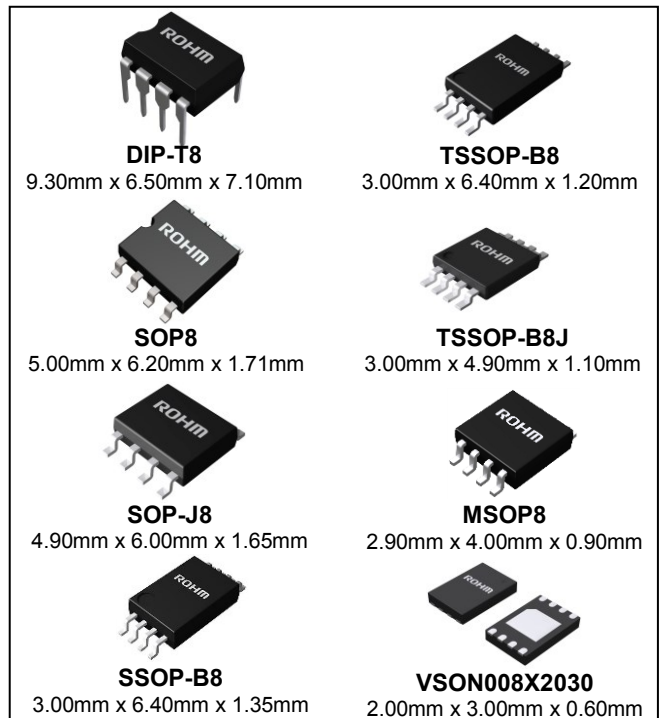 ROHM
DIP-T8
9.30mm x 6.50mm x 7.10mm
ROHM
TSSOP-B8
3.00mm x 6.40mm x 1.20mm
ROHM
SOP8
5.00mm x 6.20mm x 1.71mm
ROHM
TSSOP-B8J
3.00mm x 4.90mm x 1.10mm
ROHM
SOP-J8
4.90mm x 6.00mm x 1.65mm
ROHM
MSOP8
2.90mm x 4.00mm x 0.90mm
ROHM
SSOP-B8
3.00mm x 6.40mm x 1.35mm
ROHM
VSON008X2030
2.00mm x 3.00mm x 0.60mm